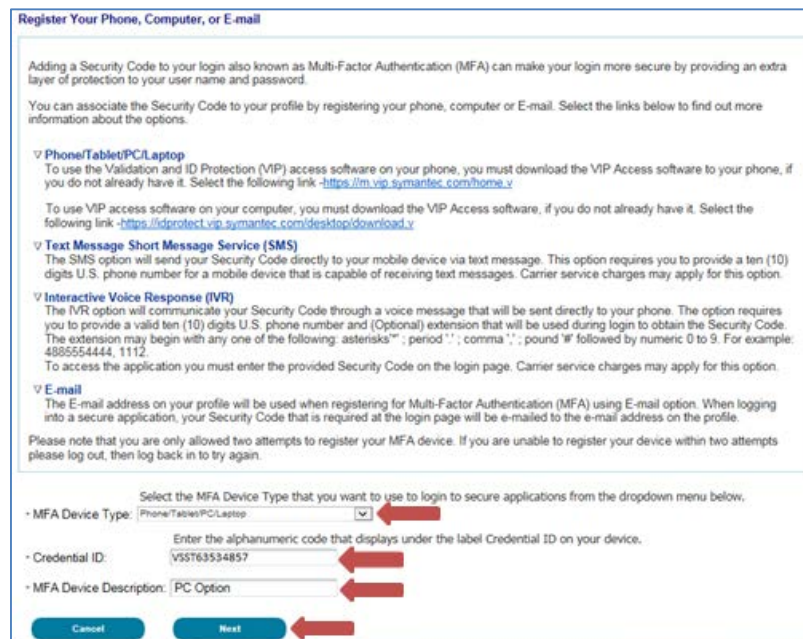 Register Your Phone, Computer, or E-mail
Adding a Security Code to your login also known as Multi-Factor Authentication (MFA) can make your login more secure by providing an extra
layer of protection to your user name and password.
You can associate the Security Code to your profile by registering your phone, computer or E-mail. Select the links below to find out more
information about the options.
Phone/Tablet/PC/Laptop
To use the Validation and ID Protection (VIP) access software on your phone, you must download the VIP Access software to your phone, if
you do not already have it. Select the following link -https://m.vip.symantec.com/home.v
To use VIP access software on your computer, you must download the VIP Access software, if you do not already have it. Select the
following link -https://idprotect.vip.symantec.com/desktop/download.v
Text Message Short Message Service (SMS)
The SMS option will send your Security Code directly to your mobile device via text message. This option requires you to provide a ten (10)
digits U.S. phone number for a mobile device that is capable of receiving text messages. Carrier service charges may apply for this option.
Interactive Voice Response (IVR)
The IVR option will communicate your Security Code through a voice message that will be sent directly to your phone. The option requires
you to provide a valid ten (10) digits U.S. phone number and (Optional) extension that will be used during login to obtain the Security Code.
The extension may begin with any one of the following: asterisks'*' ; period '.' ; comma ',' ; pound '#' followed by numeric 0 to 9. For example:
4885554444, 1112.
To access the application you must enter the provided Security Code on the login page. Carrier service charges may apply for this option.
E-mail
The E-mail address on your profile will be used when registering for Multi-Factor Authentication (MFA) using E-mail option. When logging
into a secure application, your Security Code that is required at the login page will be e-mailed to the e-mail address on the profile.
Please note that you are only allowed two attempts to register your MFA device. If you are unable to register your device within two attempts
please log out, then log back in to try again.
Select the MFA Device Type that you want to use to login to secure applications from the dropdown menu below.
* MFA Device Type: Phone/Tablet/PC/Laptop
Enter the alphanumeric code that displays under the label Credential ID on your device.
* Credential ID: VSST63534857
* MFA Device Description: PC Option
Cancel Next